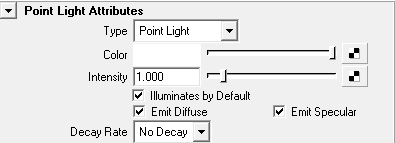 Point Light Attributes
Type Point Light
Color
Intensity 1.000
Illuminates by Default
Emit Diffuse Emit Specular
Decay Rate No Decay